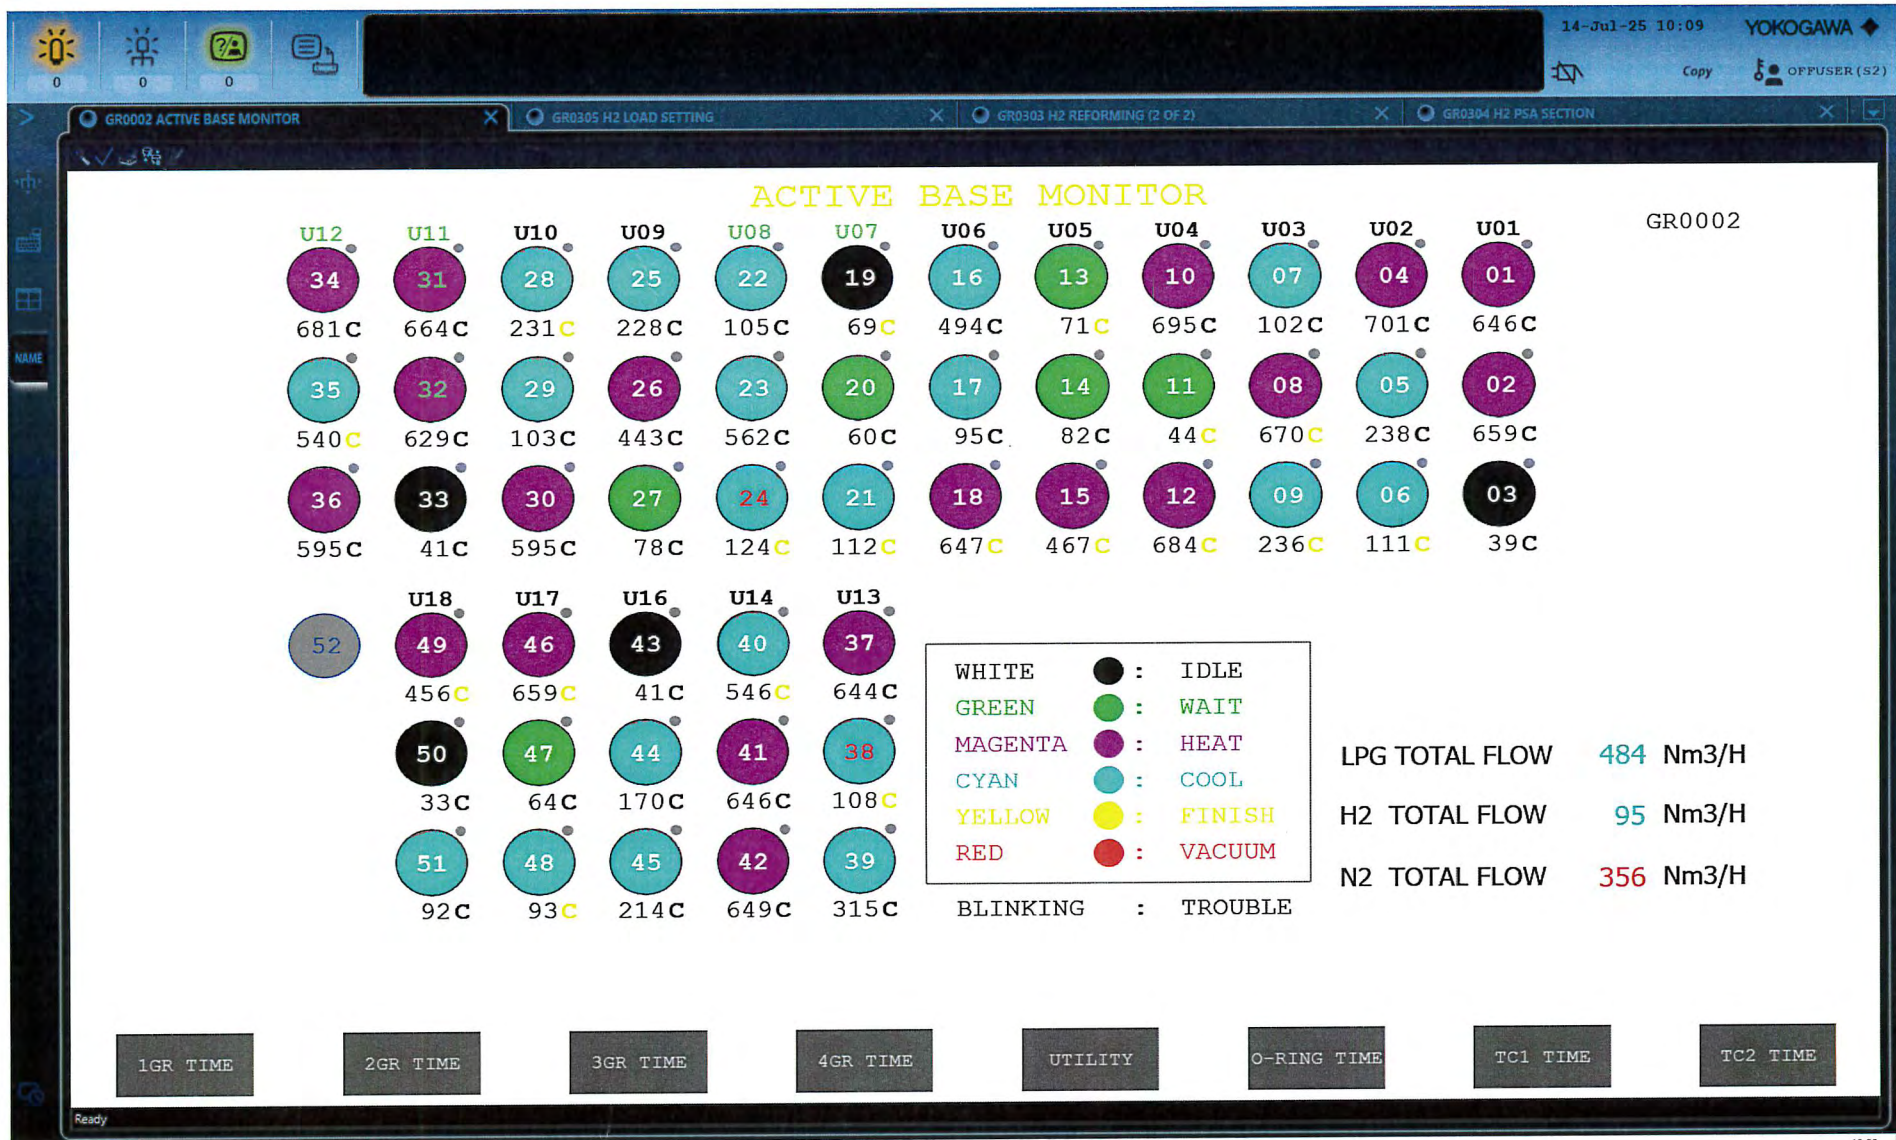 14-Jul-25 10:09 YOKOGAWA
0 0 0 Copy OFFUSER(S2)
GR0002 ACTIVE BASE MONITOR GR0305 H2 LOAD SETTING GR0303 H2 REFORMING (2 OF 2) GR0304 H2 PSA SECTION
NAME
ACTIVE BASE MONITOR
GR0002
U12 U11 U10 U09 U08 U07 U06 U05 U04 U03 U02 U01
34 31 28 25 22 19 16 13 10 07 04 01
681C 664C 231C 228C 105C 69C 494C 71C 695C 102C 701C 646C
35 32 29 26 23 20 17 14 11 08 05 02
540C 629C 103C 443C 562C 60C 95C 82C 44C 670C 238C 659C
36 33 30 27 24 21 18 15 12 09 06 03
595C 41C 595C 78C 124C 112C 647C 467C 684C 236C 111C 39C
U18 U17 U16 U14 U13
52 49 46 43 40 37
456C 659C 41C 546C 644C
50 47 44 41 38
33C 64C 170C 646C 108C
51 48 45 42 39
92C 93C 214C 649C 315C
WHITE : IDLE
GREEN : WAIT
MAGENTA : HEAT
CYAN : COOL
YELLOW : FINISH
RED : VACUUM
BLINKING : TROUBLE
LPG TOTAL FLOW 484 Nm3/H
H2 TOTAL FLOW 95 Nm3/H
N2 TOTAL FLOW 356 Nm3/H
1GR TIME 2GR TIME 3GR TIME 4GR TIME UTILITY O-RING TIME TC1 TIME TC2 TIME
Ready